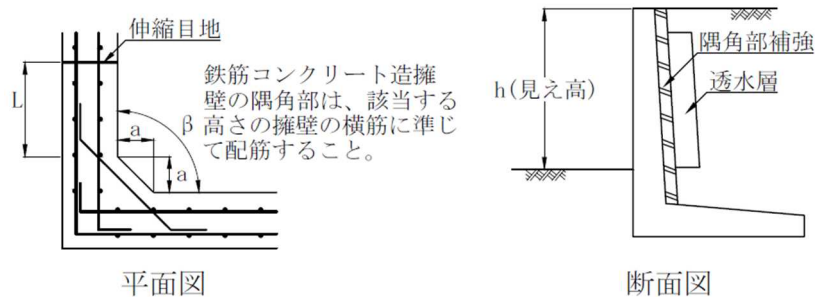 伸縮目地
鉄筋コンクリート造擁
壁の隅角部は、該当する
高さの擁壁の横筋に準じ
て配筋すること。
L
β
a
a
平面図
h(見え高)
隅角部補強
透水層
断面図